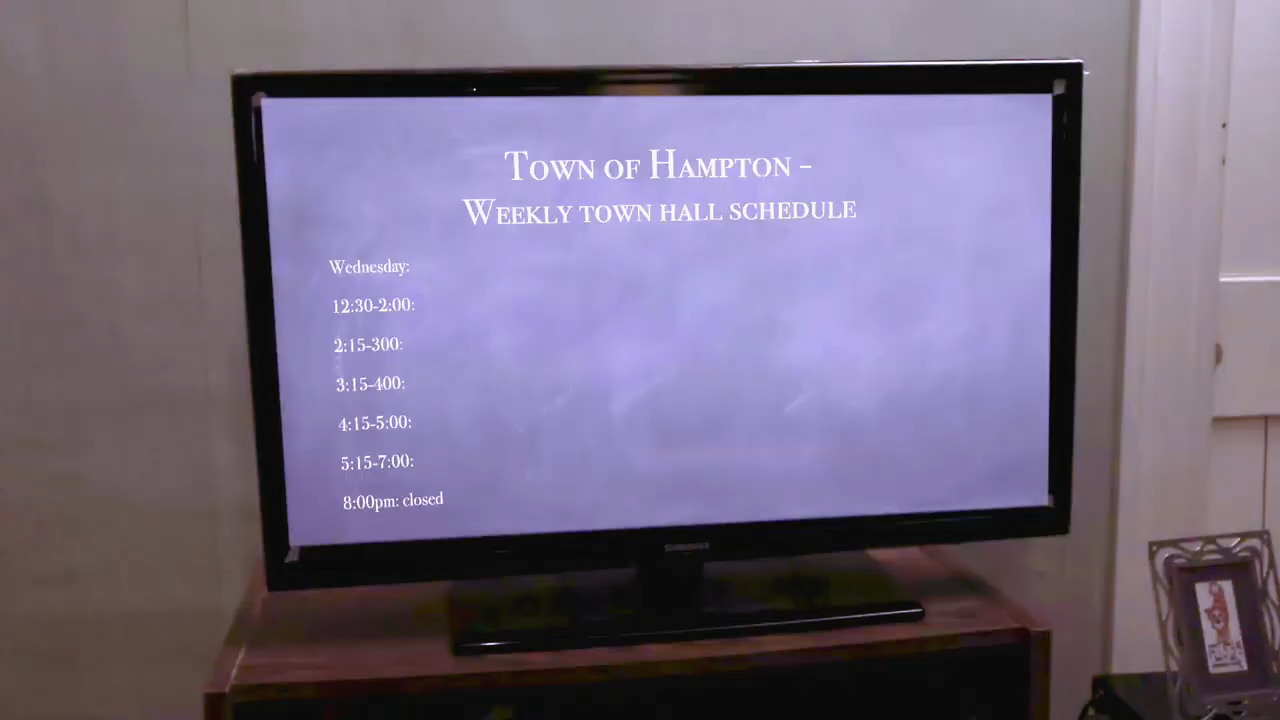 Town of Hampton –
Weekly town hall schedule
Wednesday:
12:30-2:00:
2:15-300:
3:15-400:
4:15-5:00:
5:15-7:00:
8:00pm: closed
SAMSUNG